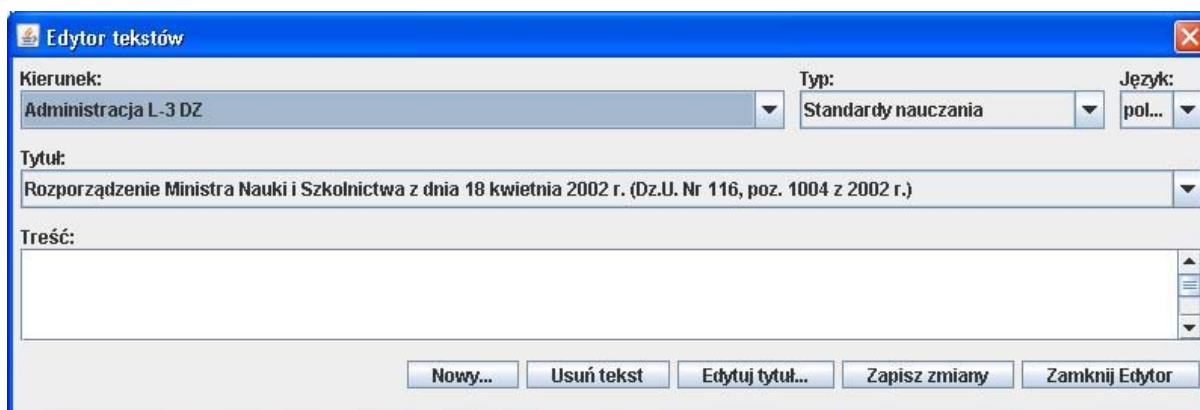 Edytor tekstów
Kierunek: Typ: Język:
Administracja L-3 DZ Standardy nauczania pol...
Tytuł:
Rozporządzenie Ministra Nauki i Szkolnictwa z dnia 18 kwietnia 2002 r. (Dz.U. Nr 116, poz. 1004 z 2002 r.)
Treść:
Nowy... Usuń tekst Edytuj tytuł... Zapisz zmiany Zamknij Edytor